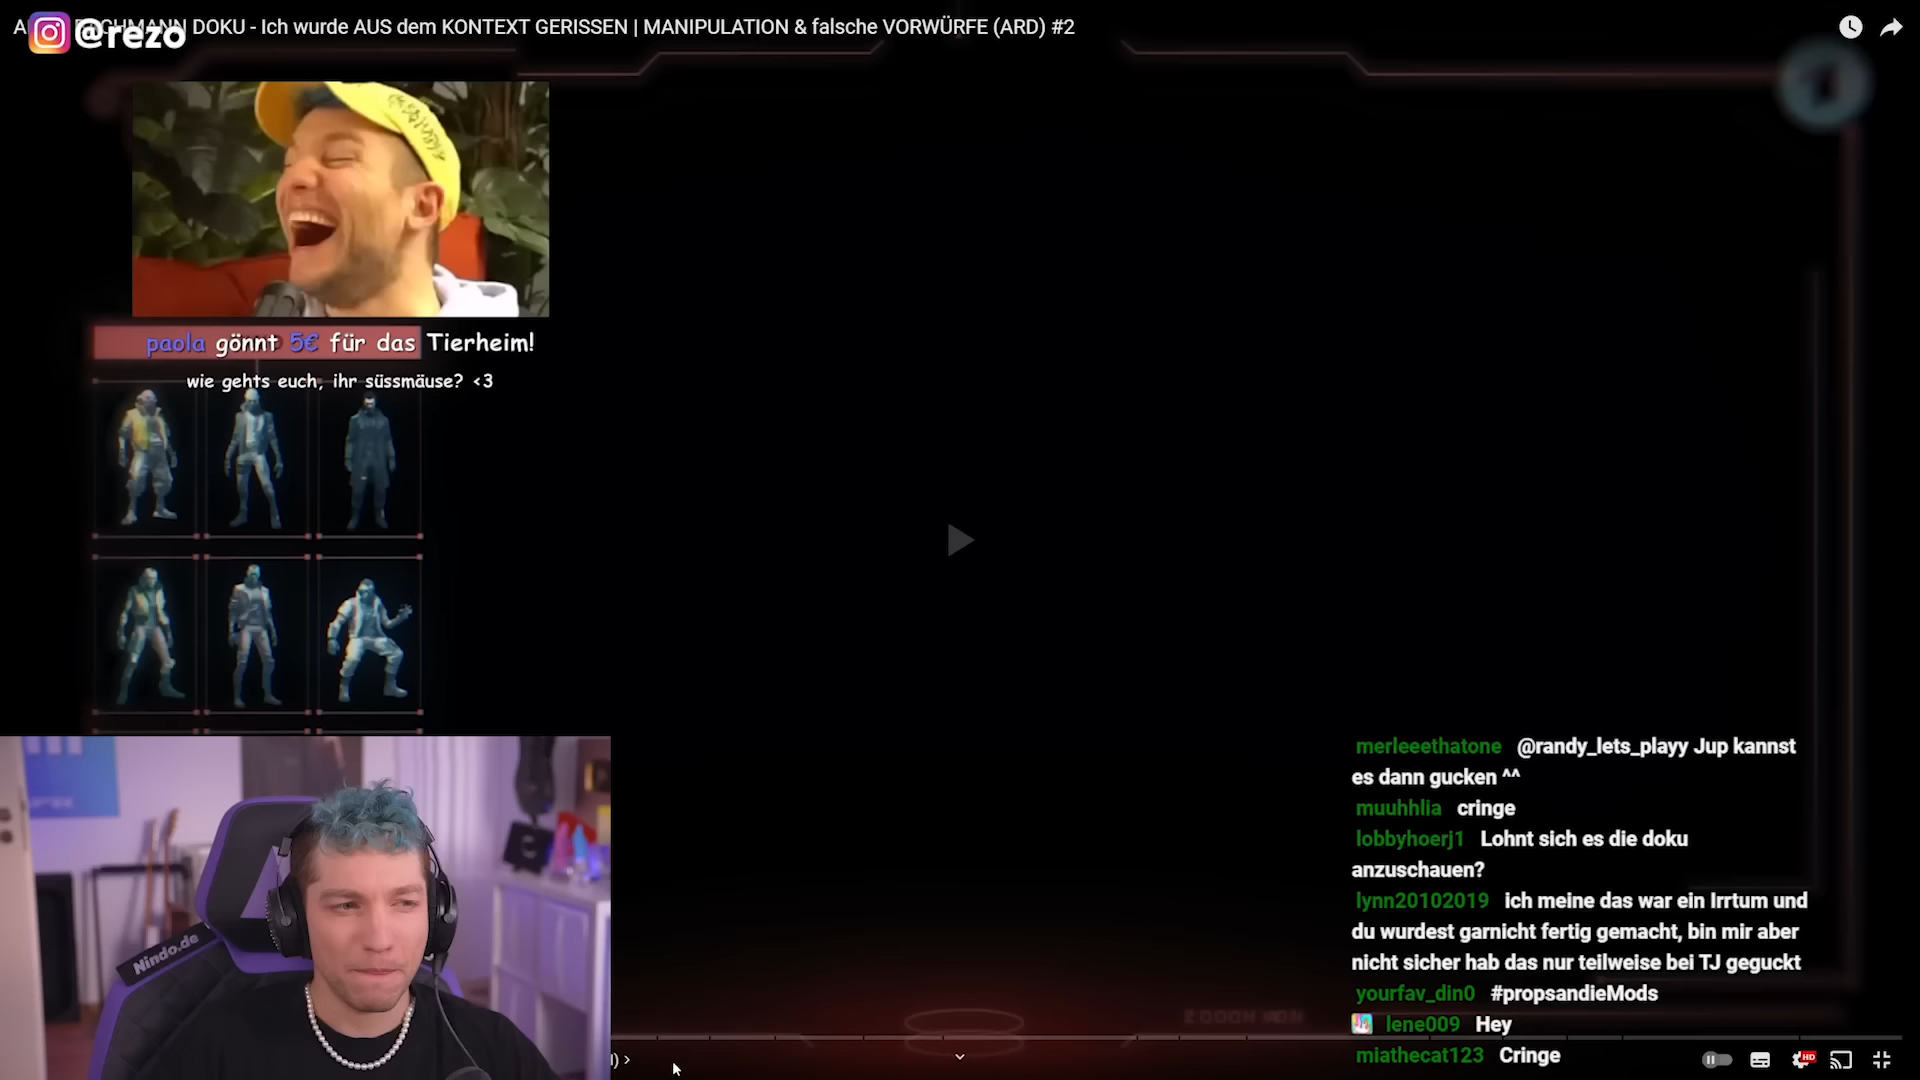 DOKU - Ich wurde AUS dem KONTEXT GERISSEN | MANIPULATION & falsche VORWÜRFE (ARD) #2
@rezo
paola gönnt 5€ für das Tierheim!
wie gehts euch, ihr süssmäuse? <3
merleeethatone @randy_lets_playy Jup kannst
es dann gucken ^^
muuhhlia cringe
lobbyhoerj1 Lohnt sich es die doku
anzuschauen?
lynn20102019 ich meine das war ein Irrtum und
du wurdest garnicht fertig gemacht, bin mir aber
nicht sicher hab das nur teilweise bei TJ geguckt
yourfav_din0 #propsandieMods
lene009 Hey
miathecat123 Cringe
Nindo.de
HD